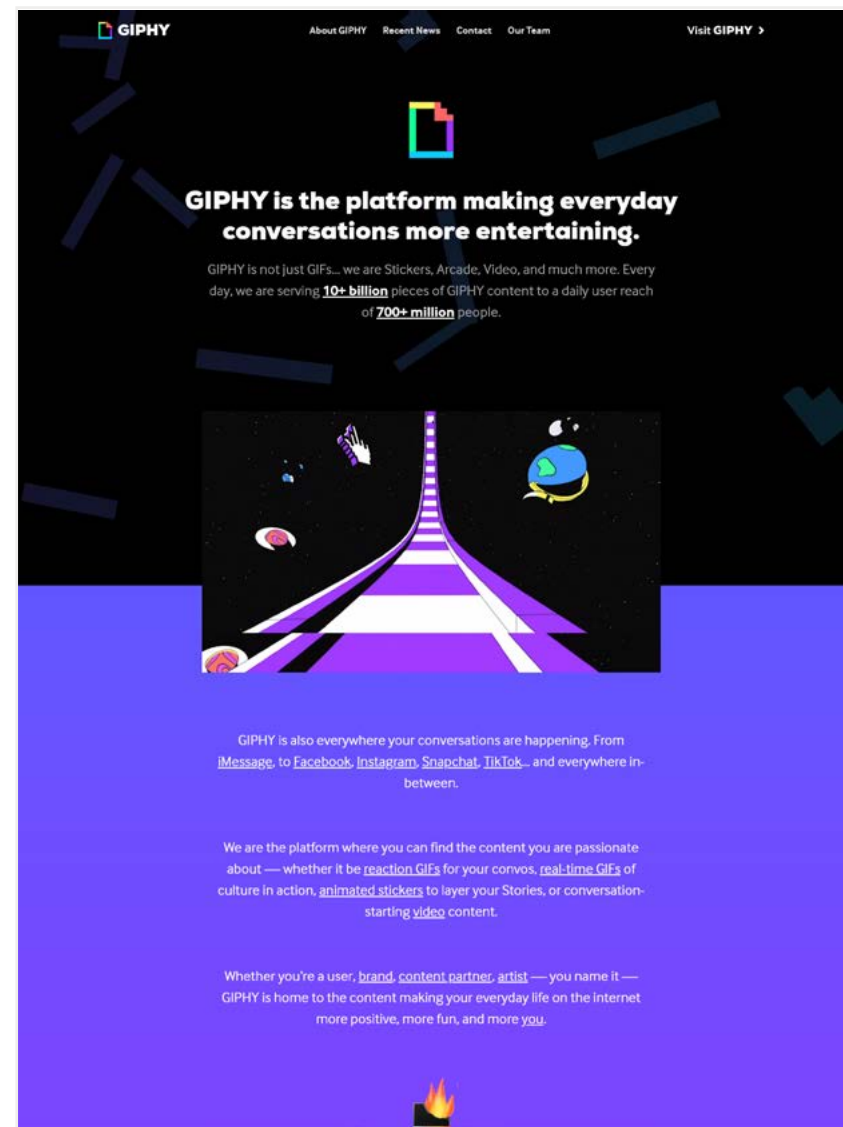 GIPHY
About GIPHY Recent News Contact Our Team
Visit GIPHY >
GIPHY is the platform making everyday
conversations more entertaining.
GIPHY is not just GIFs... we are Stickers, Arcade, Video, and much more. Every
day, we are serving 10+ billion pieces of GIPHY content to a daily user reach
of 700+ million people.
GIPHY is also everywhere your conversations are happening. From
iMessage, to Facebook, Instagram, Snapchat, TikTok... and everywhere in-
between.
We are the platform where you can find the content you are passionate
about — whether it be reaction GIFs for your convos, real-time GIFs of
culture in action, animated stickers to layer your Stories, or conversation-
starting video content.
Whether you're a user, brand, content partner, artist — you name it —
GIPHY is home to the content making your everyday life on the internet
more positive, more fun, and more you.